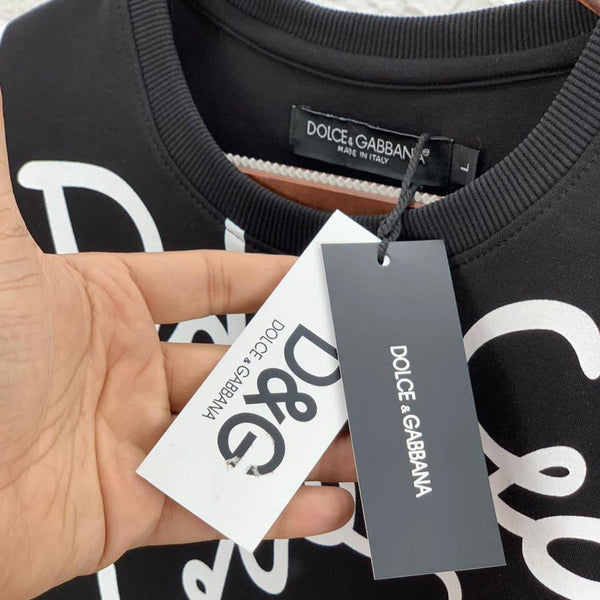 DOLCE & GABBANA®
MADE IN ITALY
L
D&G
DOLCE & GABBANA
DOLCE & GABBANA